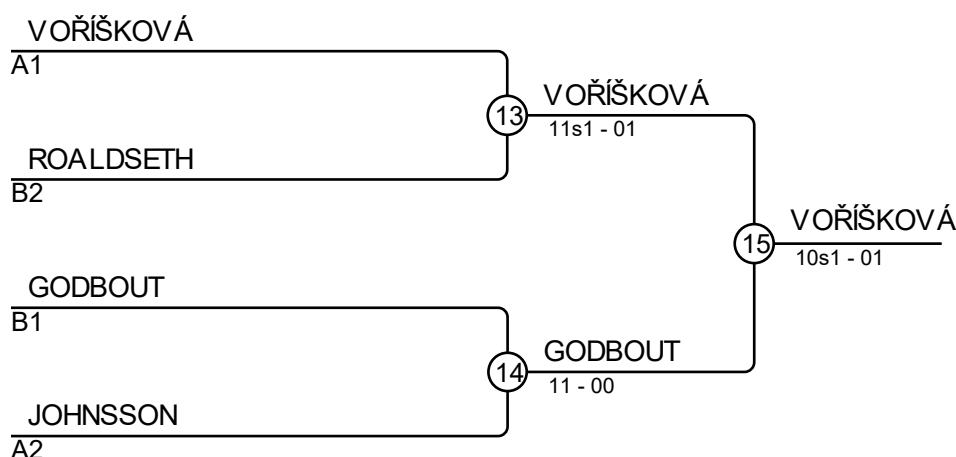 VOŘÍŠKOVÁ
A1
13
VOŘÍŠKOVÁ
11s1 - 01
ROALDSETH
B2
15
VOŘÍŠKOVÁ
10s1 - 01
GODBOUT
B1
14
GODBOUT
11 - 00
JOHNSSON
A2